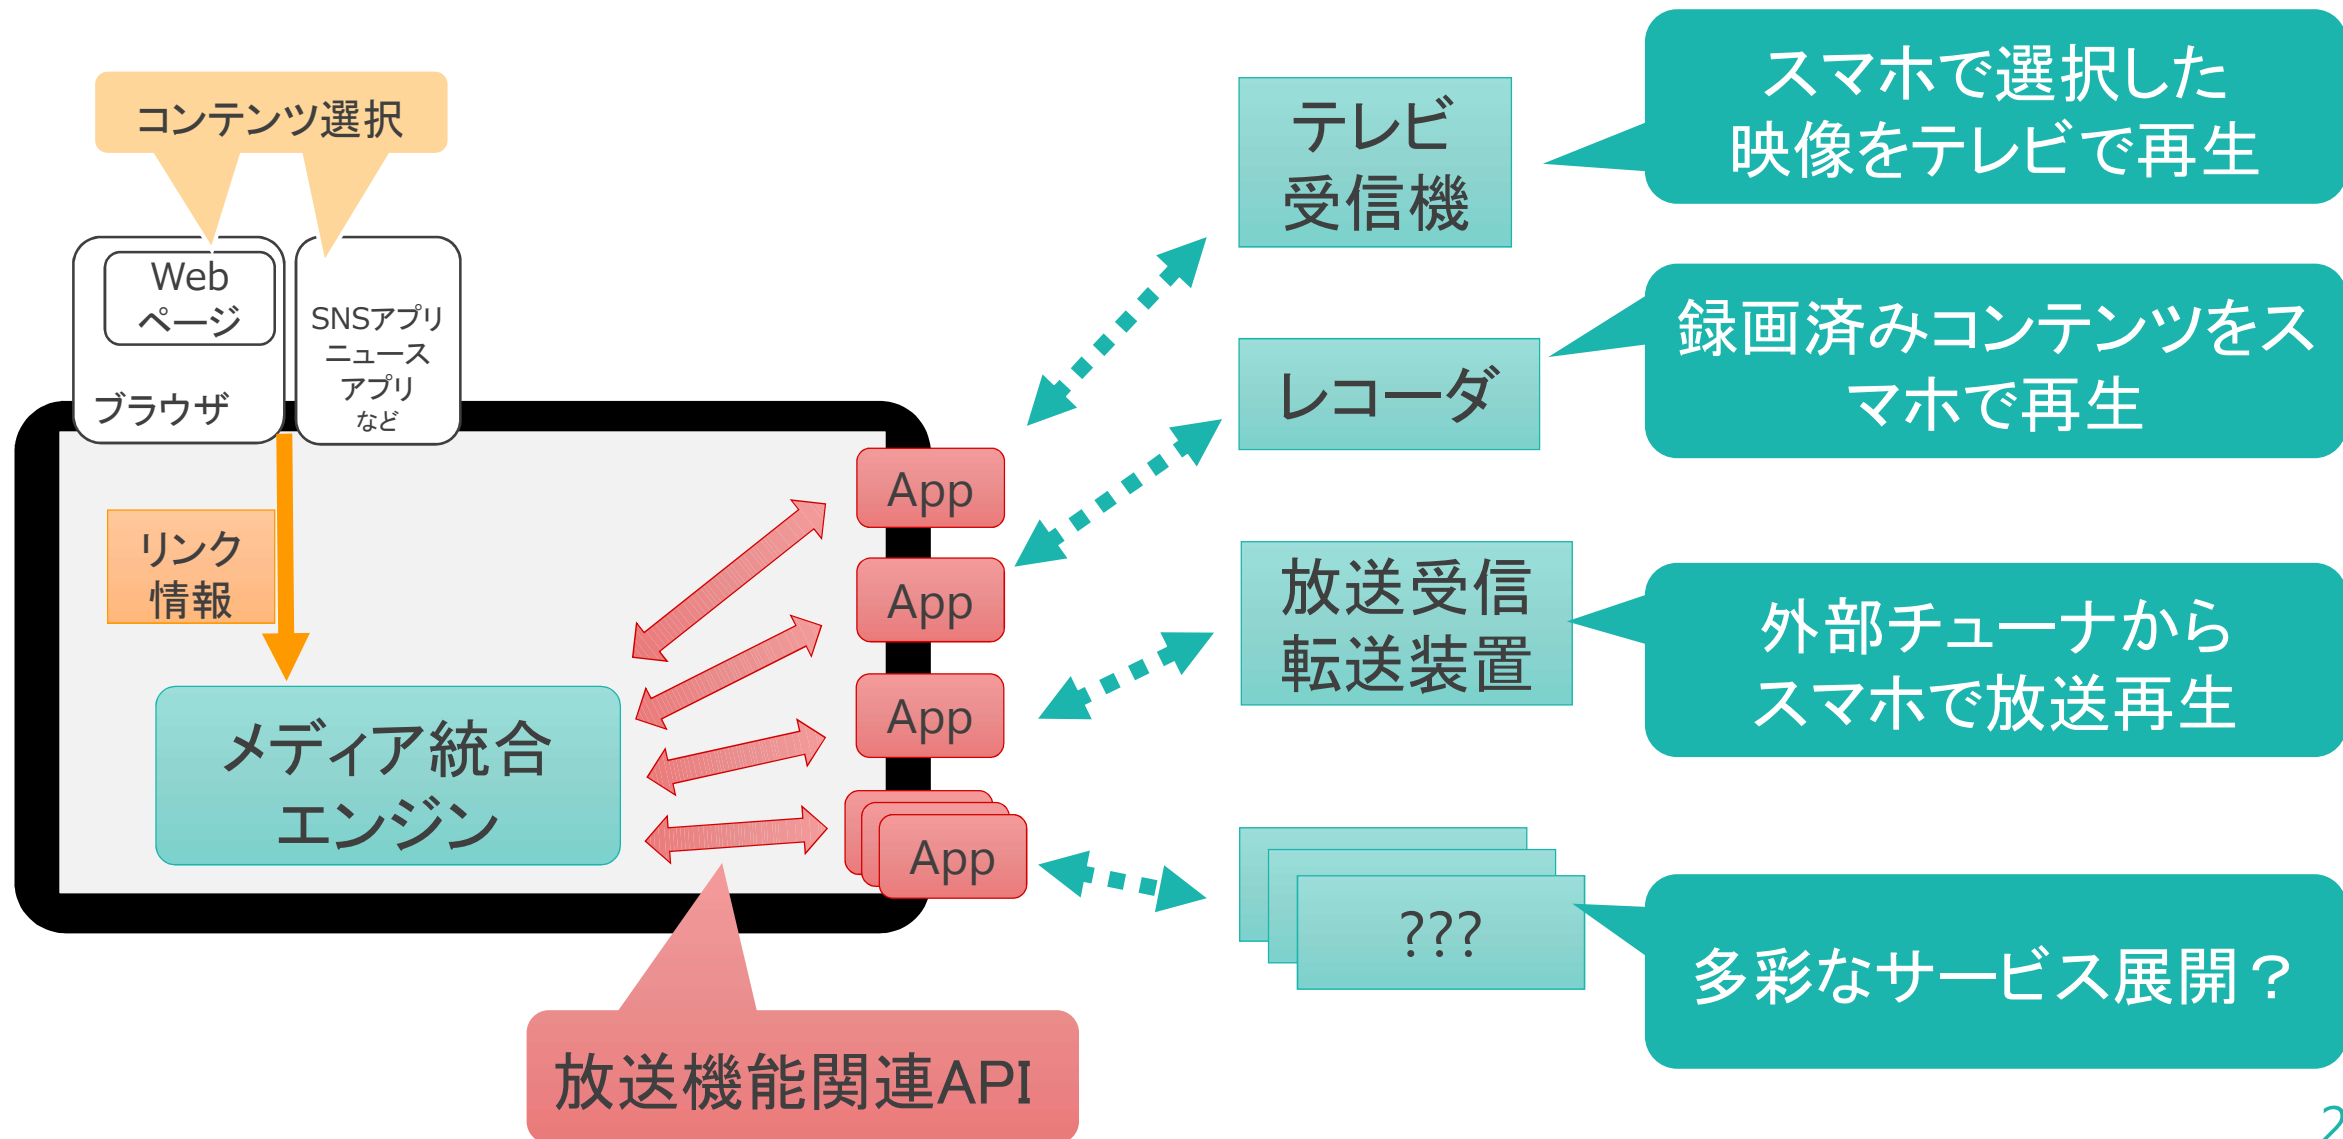 コンテンツ選択
Web
ページ
ブラウザ
SNSアプリ
ニュース
アプリ
など
リンク
情報
メディア統合
エンジン
App
App
App
App
放送機能関連API
テレビ
受信機
スマホで選択した
映像をテレビで再生
レコーダ
録画済みコンテンツをス
マホで再生
放送受信
転送装置
外部チューナから
スマホで放送再生
???
多彩なサービス展開？
2